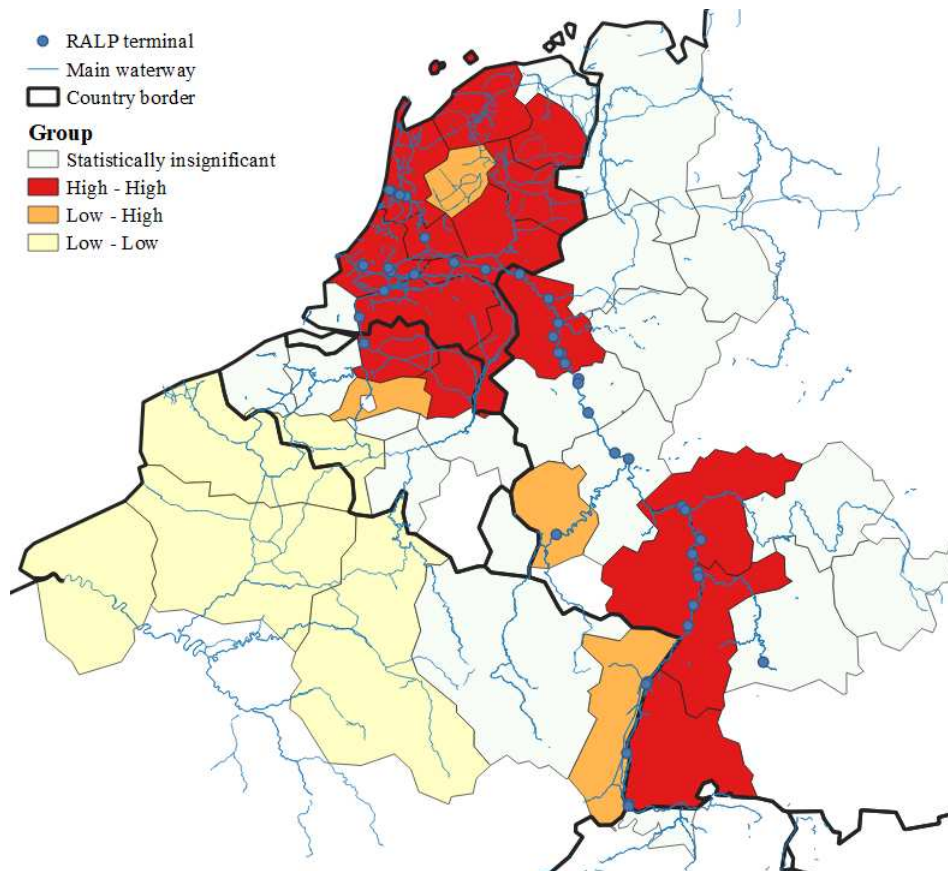 RALP terminal
Main waterway
Country border
Group
Statistically insignificant
High - High
Low - High
Low - Low